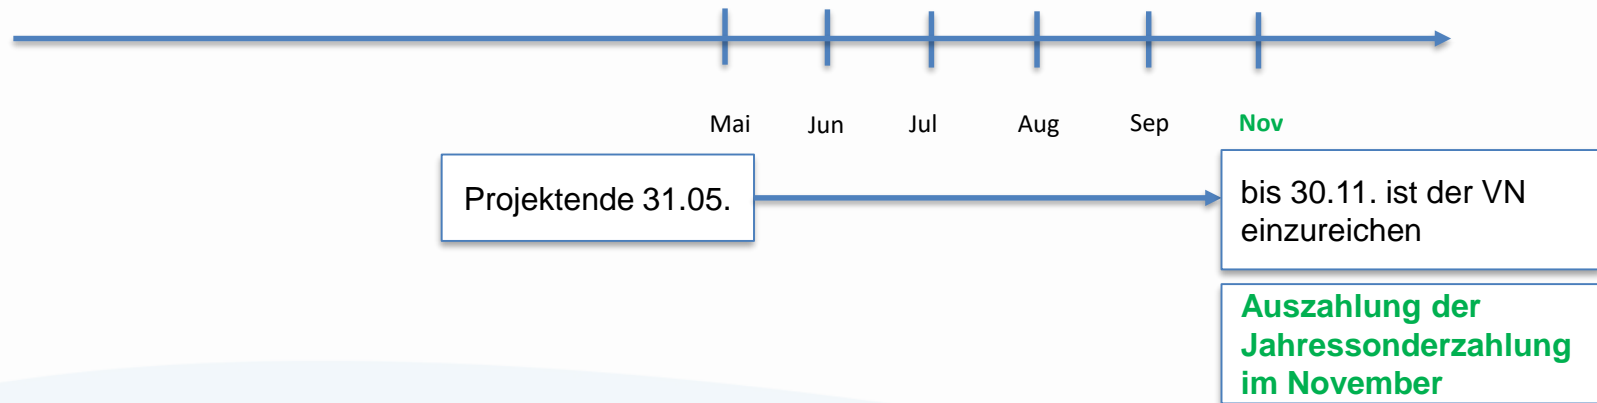 Mai
Jun
Jul
Aug
Sep
Nov
Projektende 31.05.
bis 30.11. ist der VN
einzureichen
Auszahlung der
Jahressonderzahlung
im November